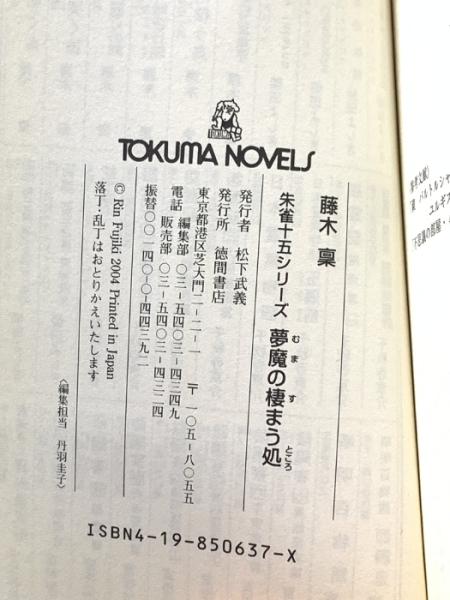 TOKUMA NOVELS
藤木 稟
朱雀十五シリーズ 夢魔の棲まう処
むま す ところ
発行者 松下武義
発行所 徳間書店
東京都港区芝大門二-二-一 〒一〇五-八〇五五
電話 編集部 〇三-五四〇三-四三四九
販売部 〇三-五四〇三-四三二四
振替〇〇一四〇-〇-四四三九二
© Rin Fujiki 2004 Printed in Japan
落丁・乱丁はおとりかえいたします
〈編集担当 丹羽圭子〉
ISBN4-19-850637-X